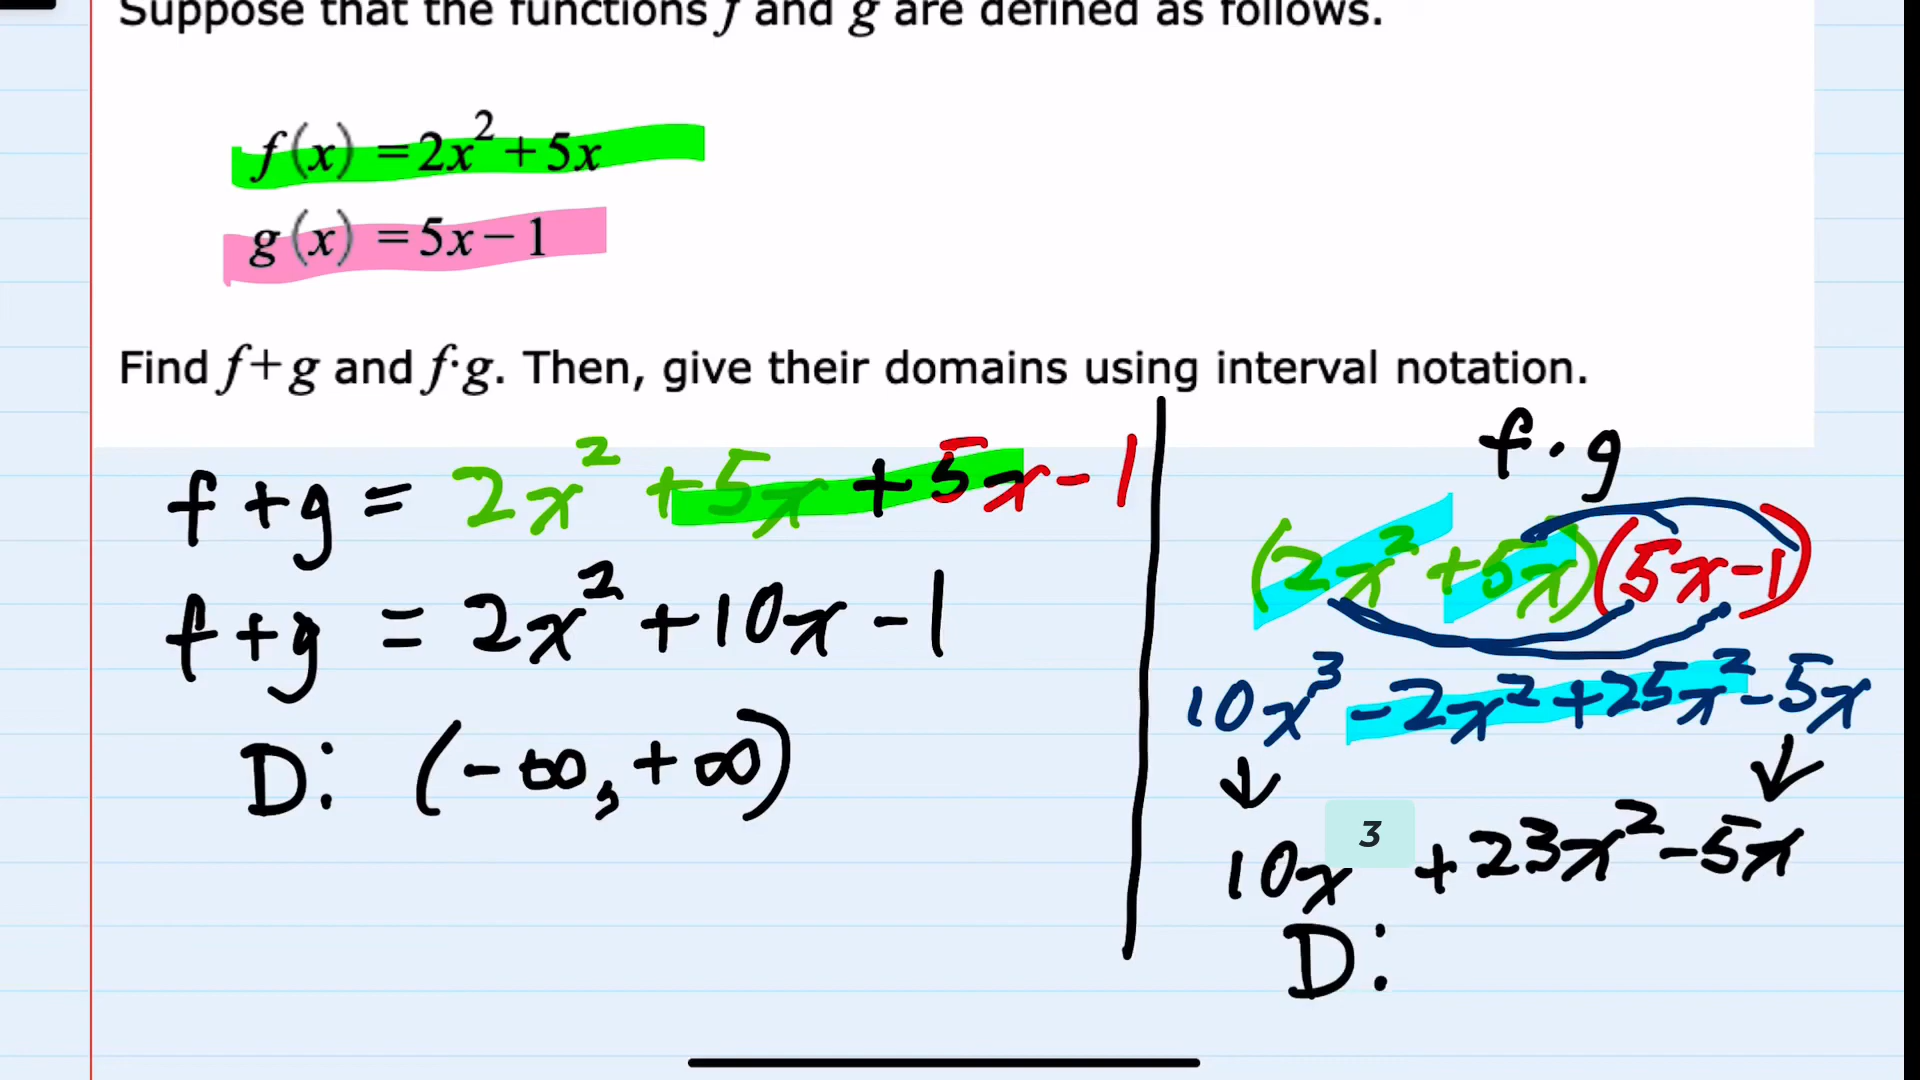 Suppose that the functions f and g are defined as follows.
f(x) = 2x² + 5x
g(x) = 5x − 1
Find f+g and f·g. Then, give their domains using interval notation.
f + g = 2x² + 5x + 5x - 1
f + g = 2x² + 10x - 1
D: (-∞, +∞)
f · g
(2x² + 5x)(5x - 1)
10x³ - 2x² + 25x² - 5x
↓ ↓
10x³ + 23x² - 5x
D: